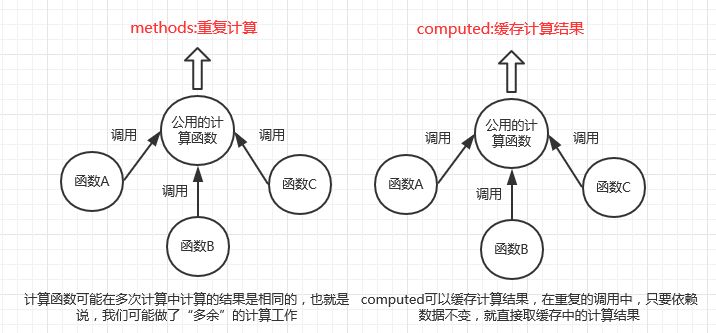 methods:重复计算
computed:缓存计算结果
公用的计
算函数
公用的计
算函数
调用
调用
调用
调用
函数A
调用
函数C
函数A
调用
函数C
函数B
函数B
计算函数可能在多次计算中计算的结果是相同的，也就是
说，我们可能做了“多余”的计算工作
computed可以缓存计算结果，在重复的调用中，只要依赖
数据不变，就直接取缓存中的计算结果